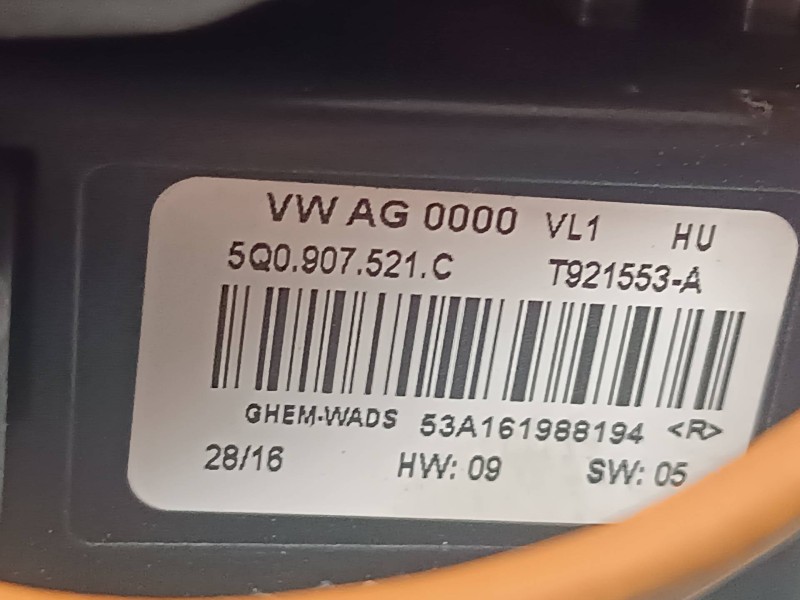 VW AG 0000 VL1 HU
5Q0.907.521.C T921553-A
GHEM-WADS 53A161988194 <R>
28/16 HW: 09 SW: 05